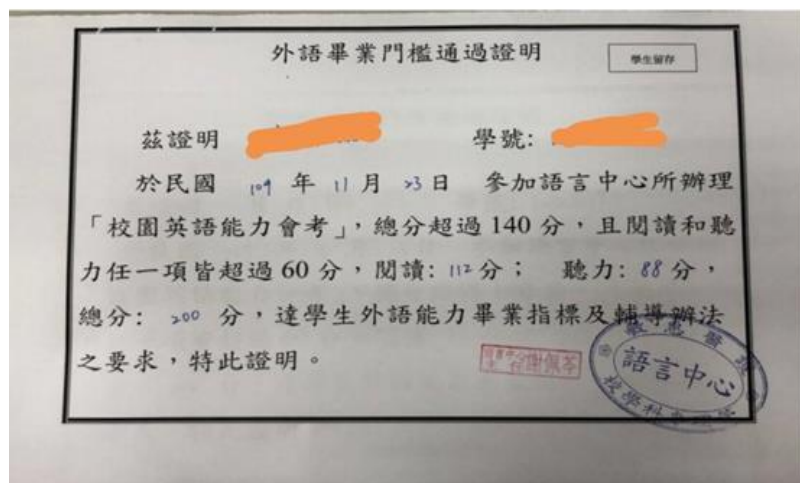 外語畢業門檻通過證明
學生留存
茲證明 學號:
於民國 109 年 11 月 23 日 參加語言中心所辦理
「校園英語能力會考」，總分超過 140 分，且閱讀和聽
力任一項皆超過 60 分，閱讀: 112 分； 聽力: 88 分，
總分: 200 分，達學生外語能力畢業指標及輔導辦法
之要求，特此證明。
謝佩芩
語言中心